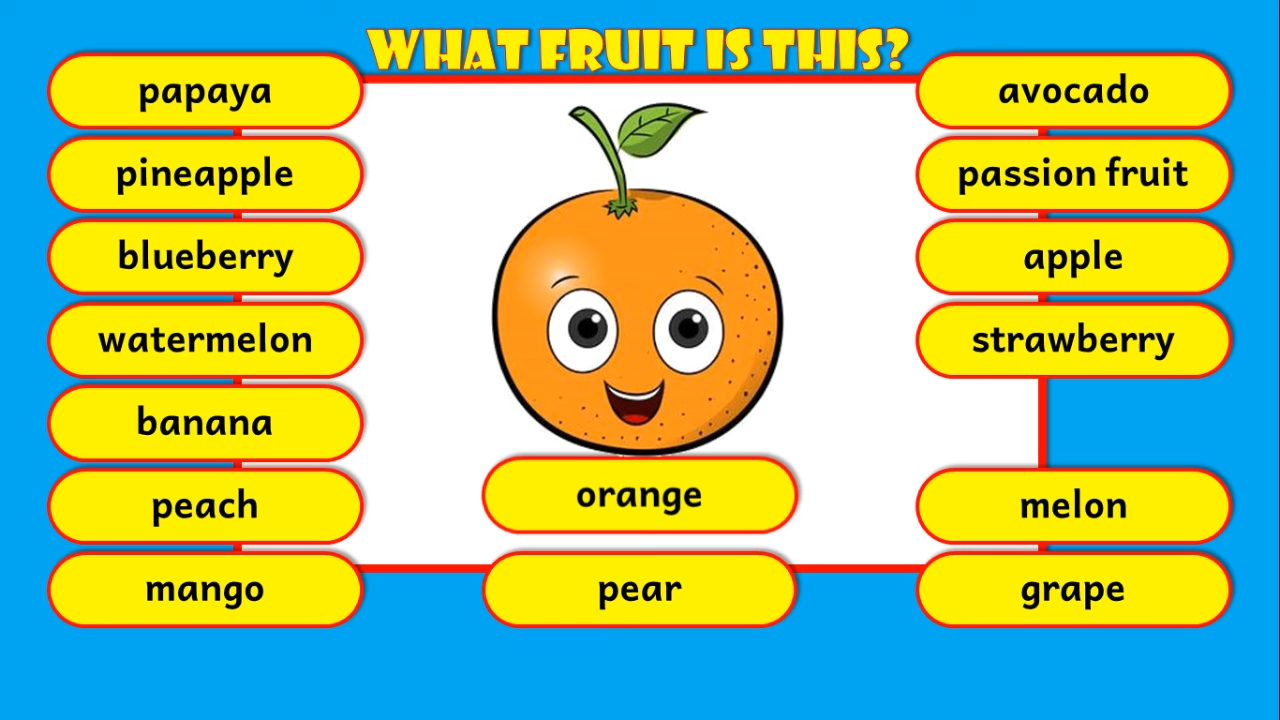 WHAT FRUIT IS THIS?
papaya
pineapple
blueberry
watermelon
banana
peach
mango
orange
pear
avocado
passion fruit
apple
strawberry
melon
grape